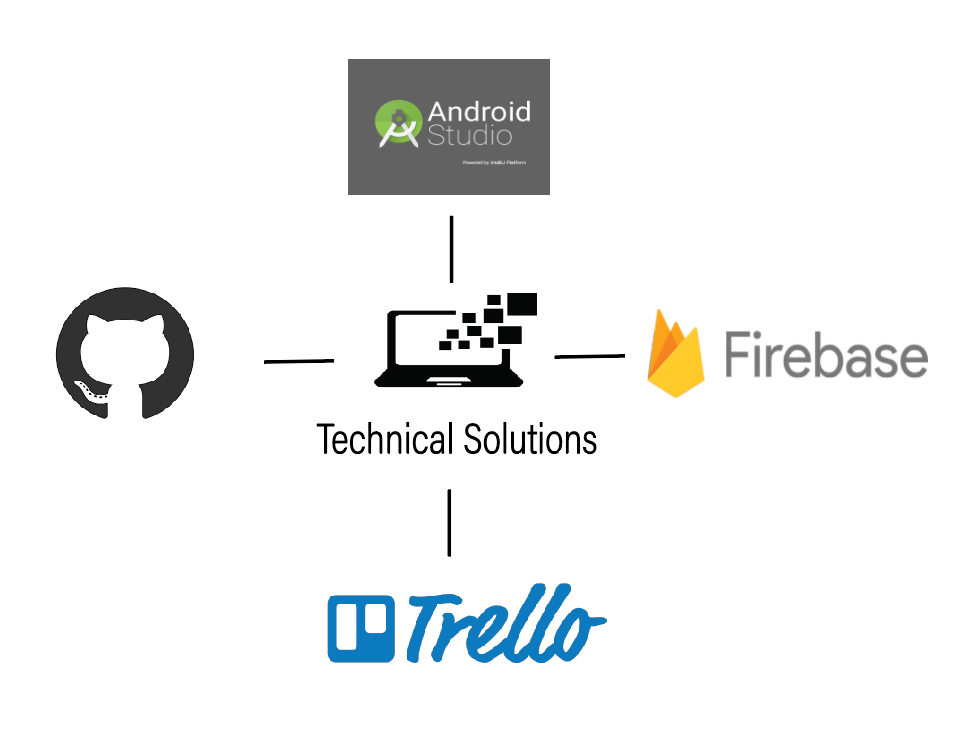 Android
Studio
Powered by IntelliJ Platform
Firebase
Technical Solutions
Trello